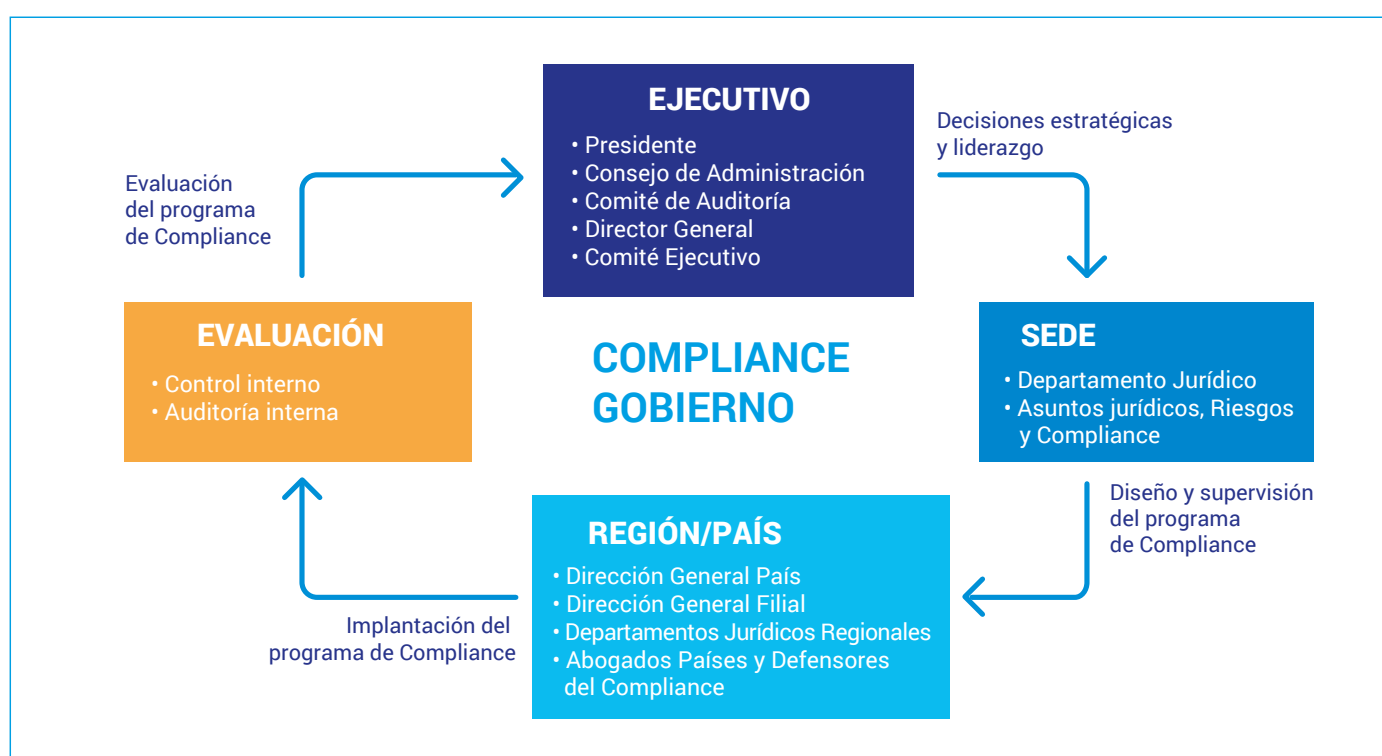 EJECUTIVO
• Presidente
• Consejo de Administración
• Comité de Auditoría
• Director General
• Comité Ejecutivo
Decisiones estratégicas
y liderazgo
Evaluación
del programa
de Compliance
EVALUACIÓN
• Control interno
• Auditoría interna
COMPLIANCE
GOBIERNO
SEDE
• Departamento Jurídico
• Asuntos jurídicos, Riesgos
y Compliance
Diseño y supervisión
del programa
de Compliance
REGIÓN/PAÍS
• Dirección General País
• Dirección General Filial
• Departamentos Jurídicos Regionales
• Abogados Países y Defensores
del Compliance
Implantación del
programa de Compliance